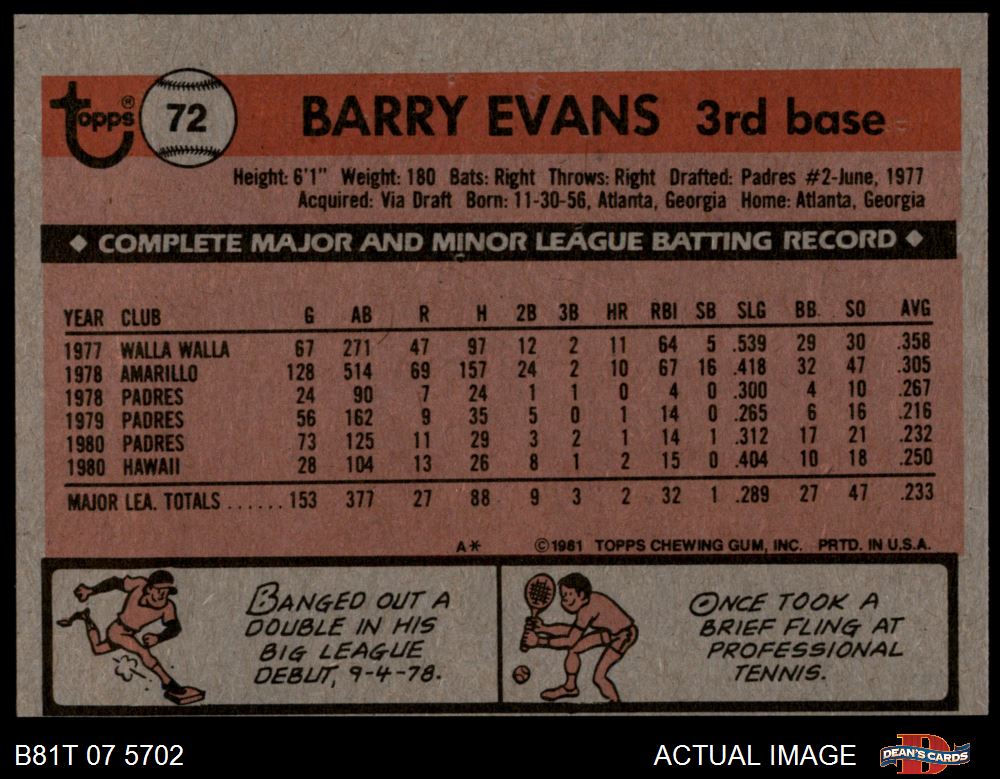 topps®
72
BARRY EVANS 3rd base
Height: 6'1" Weight: 180 Bats: Right Throws: Right Drafted: Padres #2-June, 1977
Acquired: Via Draft Born: 11-30-56, Atlanta, Georgia Home: Atlanta, Georgia
◆ COMPLETE MAJOR AND MINOR LEAGUE BATTING RECORD ◆
YEAR CLUB G AB R H 2B 3B HR RBI SB SLG BB. SO AVG
1977 WALLA WALLA 67 271 47 97 12 2 11 64 5 .539 29 30 .358
1978 AMARILLO 128 514 69 157 24 2 10 67 16 .418 32 47 .305
1978 PADRES 24 90 7 24 1 1 0 4 0 .300 4 10 .267
1979 PADRES 56 162 9 35 5 0 1 14 0 .265 6 16 .216
1980 PADRES 73 125 11 29 3 2 1 14 1 .312 17 21 .232
1980 HAWAII 28 104 13 26 8 1 2 15 0 .404 10 18 .250
MAJOR LEA. TOTALS ...... 153 377 27 88 9 3 2 32 1 .289 27 47 .233
A* ©1981 TOPPS CHEWING GUM, INC. PRTD. IN U.S.A.
BANGED OUT A
DOUBLE IN HIS
BIG LEAGUE
DEBUT, 9-4-78.
ONCE TOOK A
BRIEF FLING AT
PROFESSIONAL
TENNIS.
B81T 07 5702
ACTUAL IMAGE
D
DEAN'S CARDS